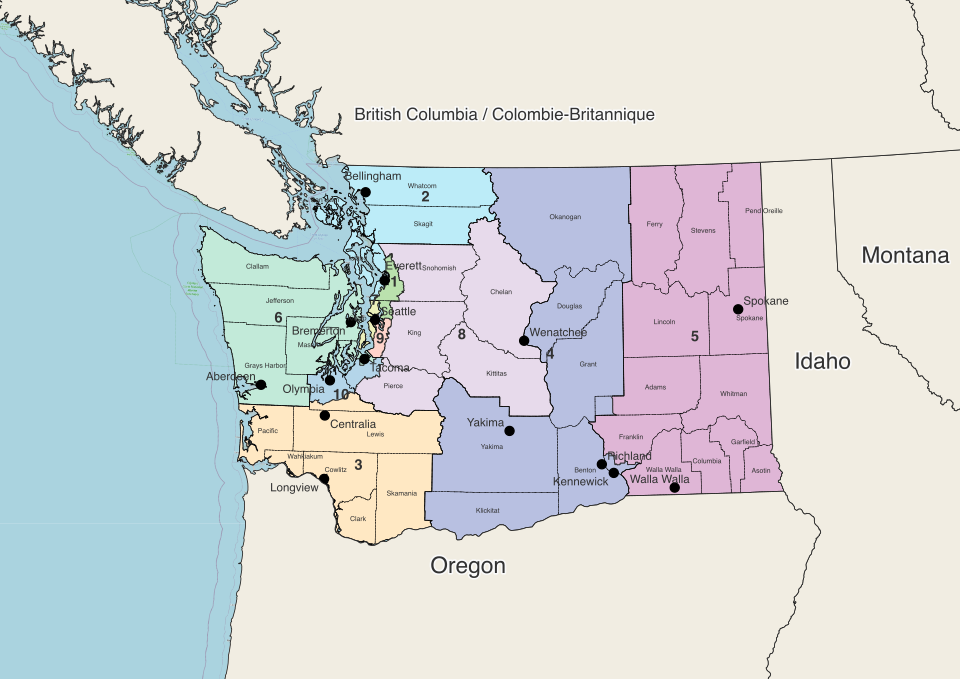 British Columbia / Colombie-Britannique
Bellingham
Whatcom
2
Skagit
Okanogan
Ferry
Stevens
Pend Oreille
Montana
Clallam
Everett
Snohomish
1
Chelan
Jefferson
6
Douglas
Spokane
Spokane
Seattle
Bremerton
King
8
Wenatchee
Lincoln
5
9
4
Idaho
Grays Harbor
Tacoma
Kittitas
Grant
Aberdeen
Olympia
10
Pierce
Adams
Whitman
Centralia
Pacific
Lewis
Yakima
Yakima
Franklin
Garfield
Wahkiakum
Cowlitz
3
Richland
Benton
Kennewick
Walla Walla
Walla Walla
Columbia
Asotin
Longview
Skamania
Clark
Klickitat
Oregon